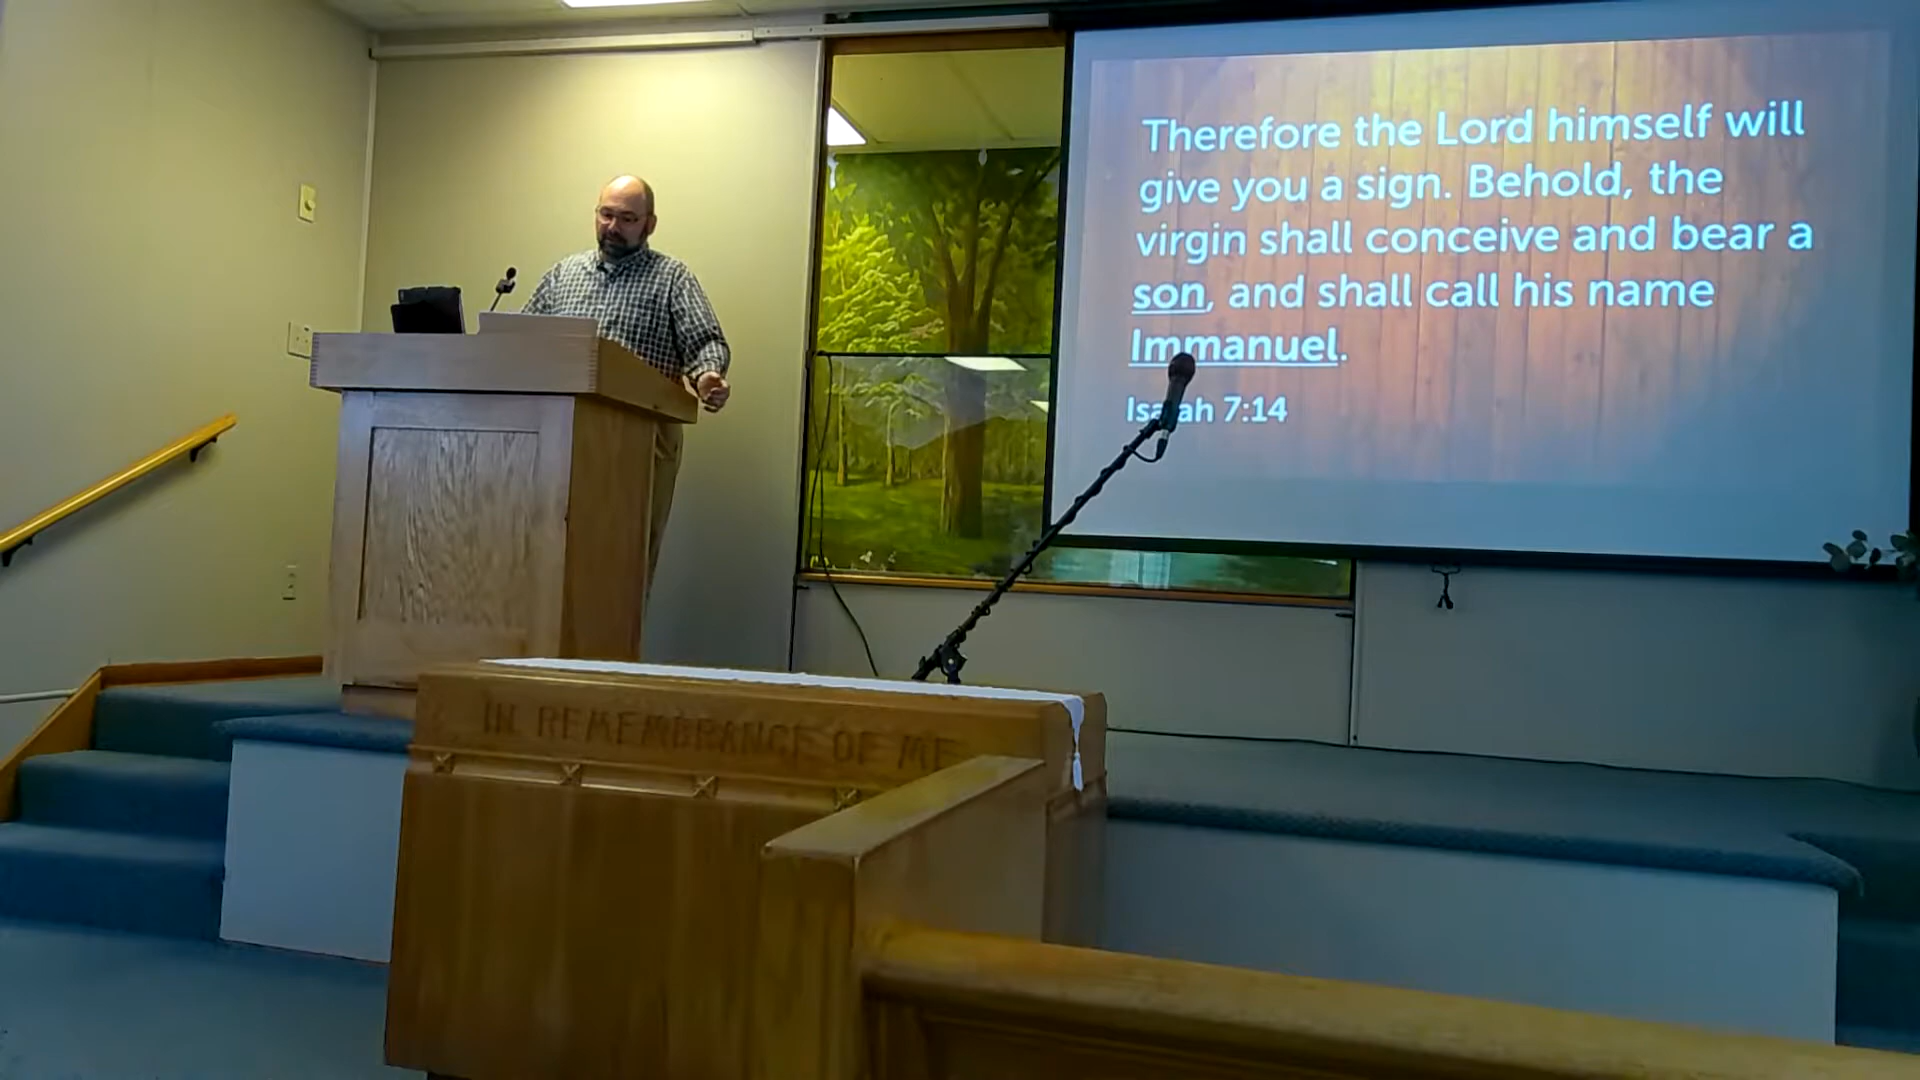 Therefore the Lord himself will
give you a sign. Behold, the
virgin shall conceive and bear a
son, and shall call his name
Immanuel.
Isaiah 7:14
IN REMEMBRANCE OF ME